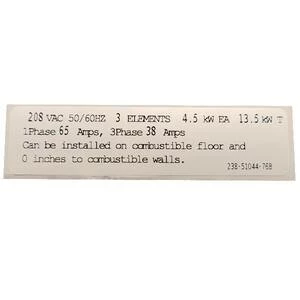 208 VAC 50/60HZ 3 ELEMENTS 4.5 kW EA 13.5 kW T
1Phase 65 Amps, 3Phase 38 Amps
Can be installed on combustible floor and
0 inches to combustible walls.
238-51044-76B